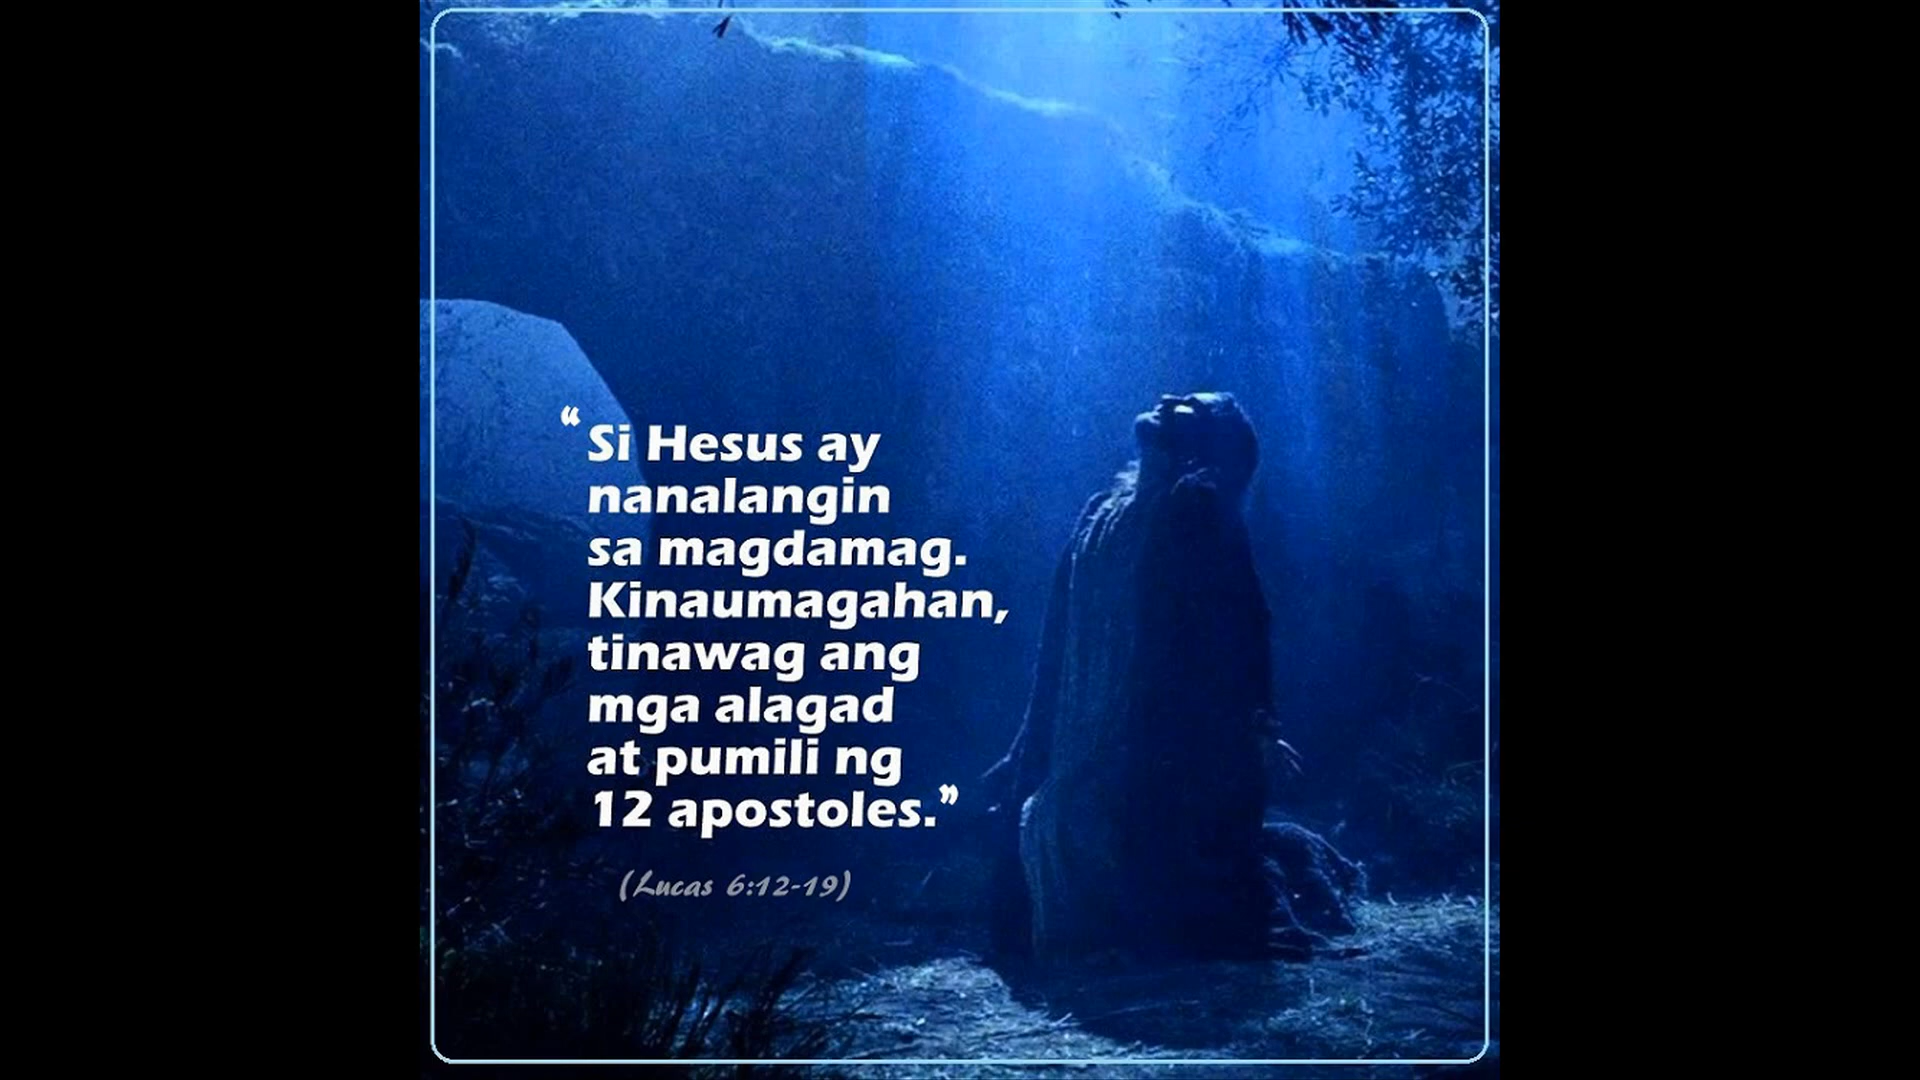 “Si Hesus ay
nanalangin
sa magdamag.
Kinaumagahan,
tinawag ang
mga alagad
at pumili ng
12 apostoles.”
(Lucas 6:12-19)